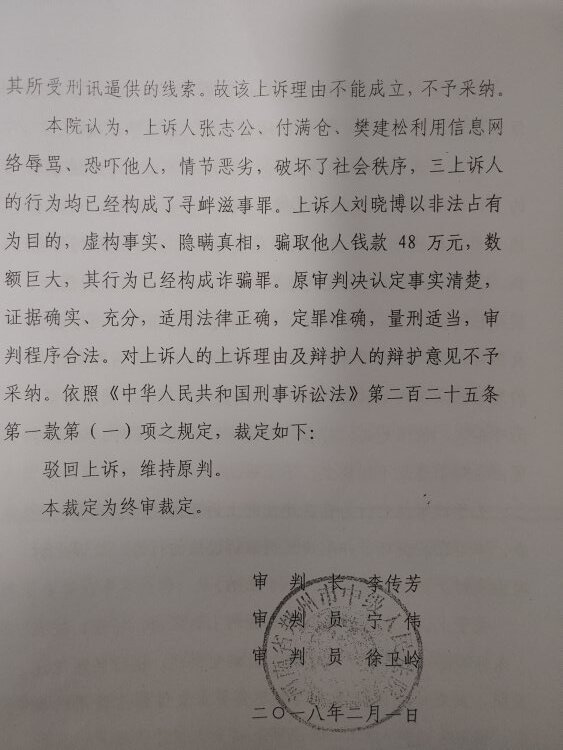 其所受刑讯逼供的线索。故该上诉理由不能成立,不予采纳。
本院认为,上诉人张志公、付满仓、樊建松利用信息网
络辱骂、恐吓他人,情节恶劣,破坏了社会秩序,三上诉人
的行为均已经构成了寻衅滋事罪。上诉人刘晓博以非法占有
为目的,虚构事实、隐瞒真相,骗取他人钱款 48 万元,数
额巨大,其行为已经构成诈骗罪。原审判决认定事实清楚,
证据确实、充分,适用法律正确,定罪准确,量刑适当,审
判程序合法。对上诉人的上诉理由及辩护人的辩护意见不予
采纳。依照《中华人民共和国刑事诉讼法》第二百二十五条
第一款第(一)项之规定,裁定如下:
驳回上诉,维持原判。
本裁定为终审裁定。
审 判 长 李传芳
审 判 员 宁 伟
审 判 员 徐卫岭
河南省郑州市中级人民法院
二〇一八年二月一日